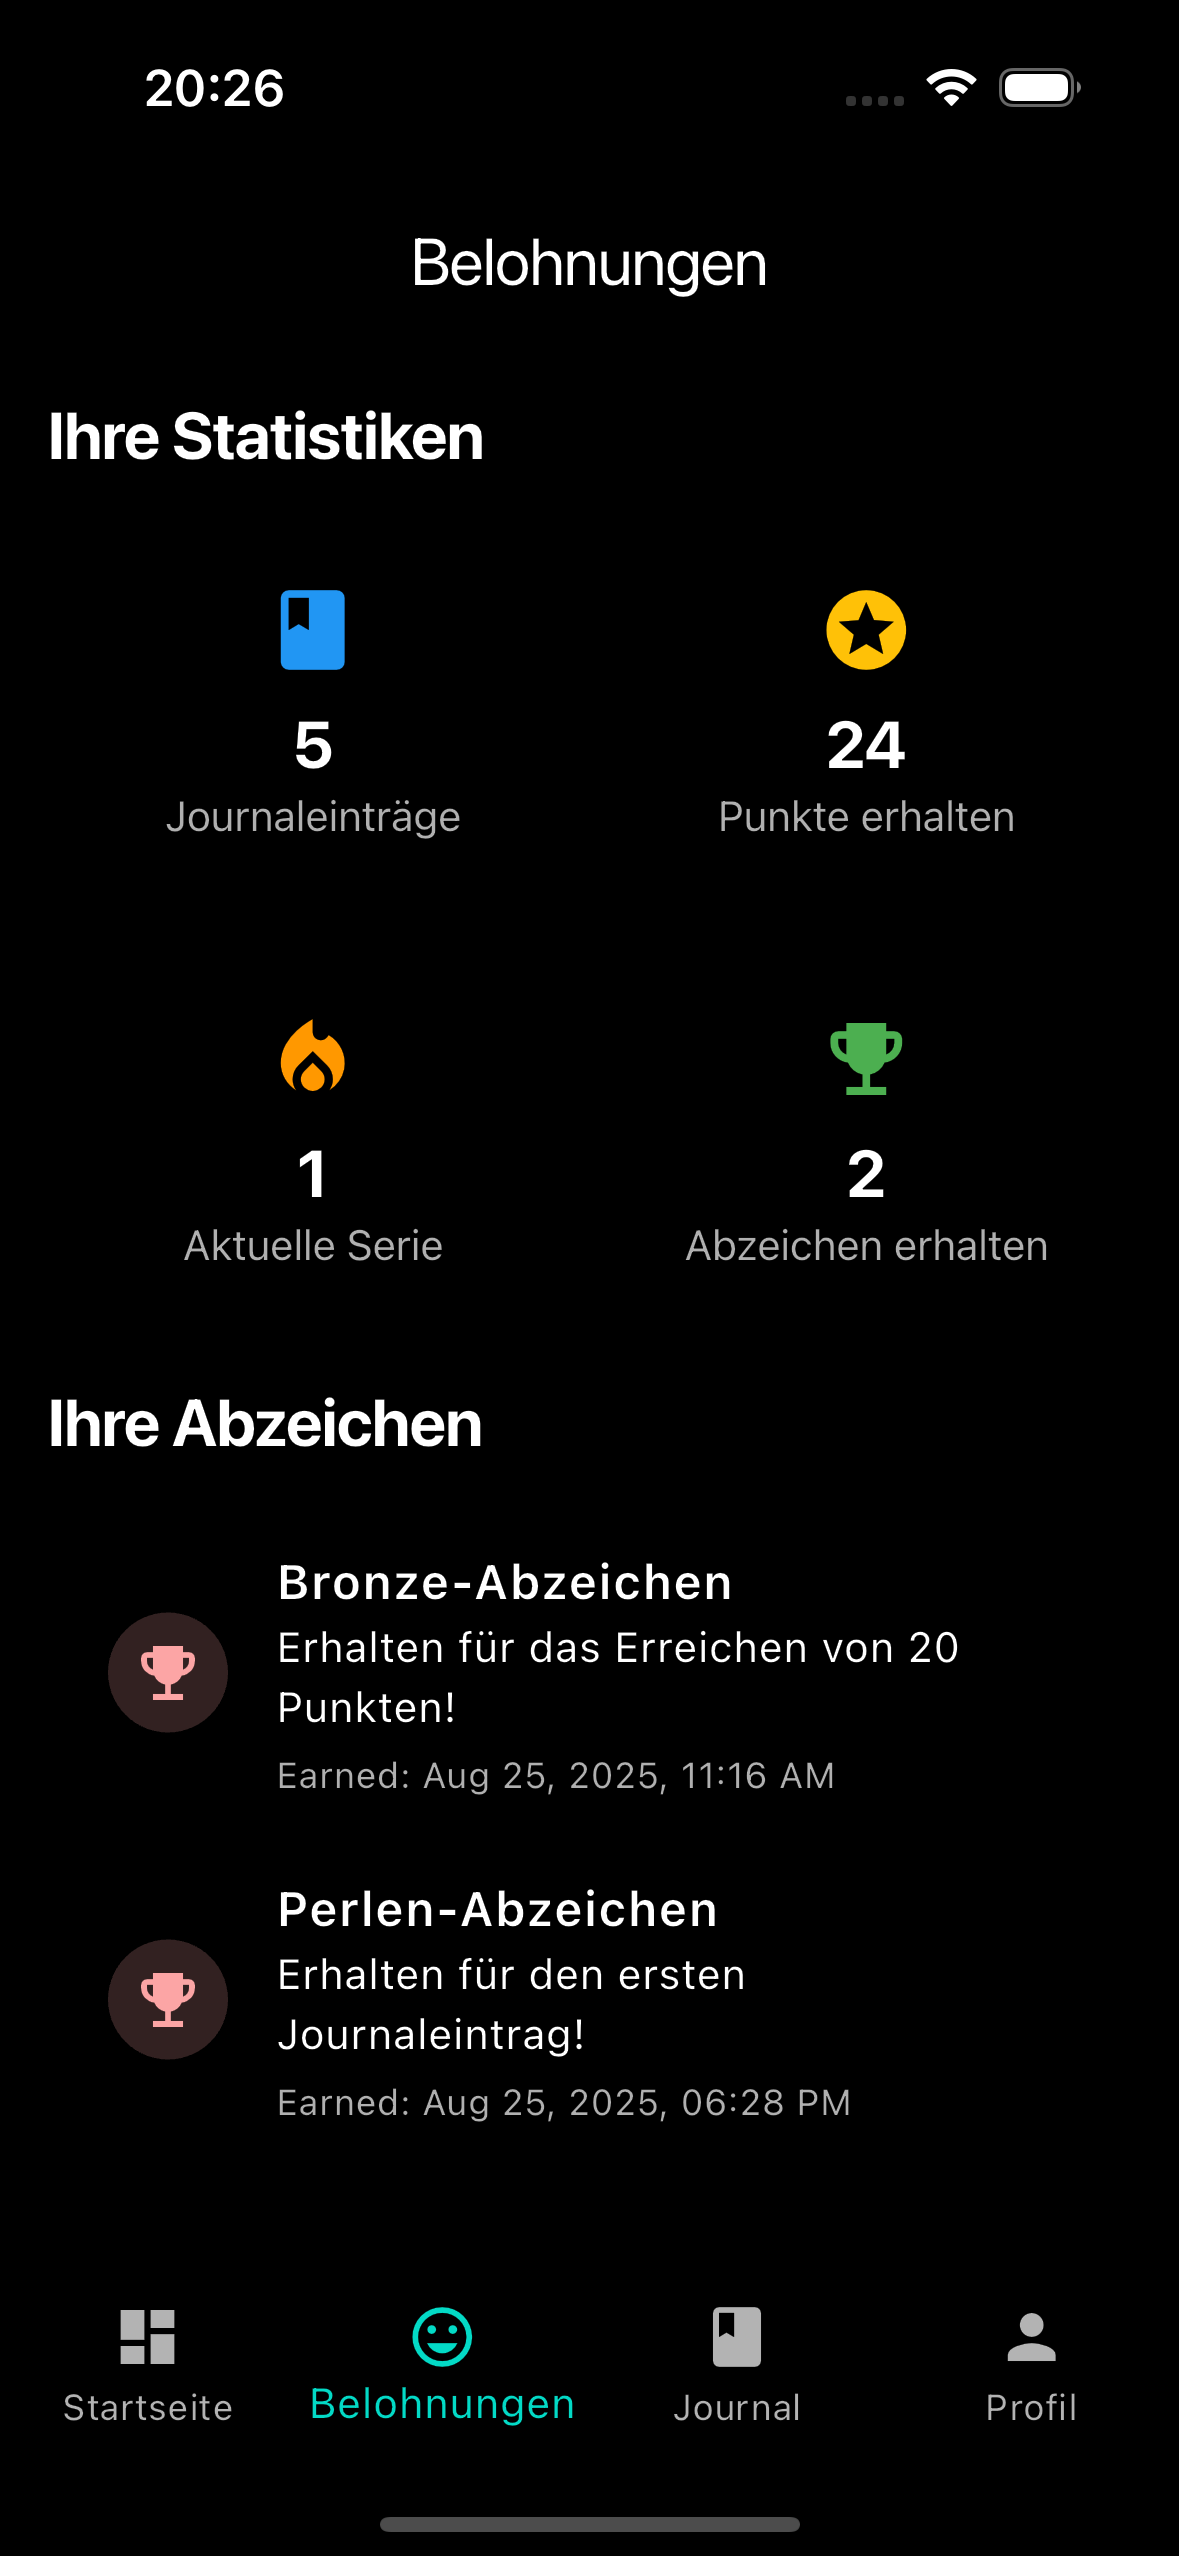 20:26
Belohnungen
Ihre Statistiken
5
Journaleinträge
24
Punkte erhalten
1
Aktuelle Serie
2
Abzeichen erhalten
Ihre Abzeichen
Bronze-Abzeichen
Erhalten für das Erreichen von 20
Punkten!
Earned: Aug 25, 2025, 11:16 AM
Perlen-Abzeichen
Erhalten für den ersten
Journaleintrag!
Earned: Aug 25, 2025, 06:28 PM
Startseite
Belohnungen
Journal
Profil